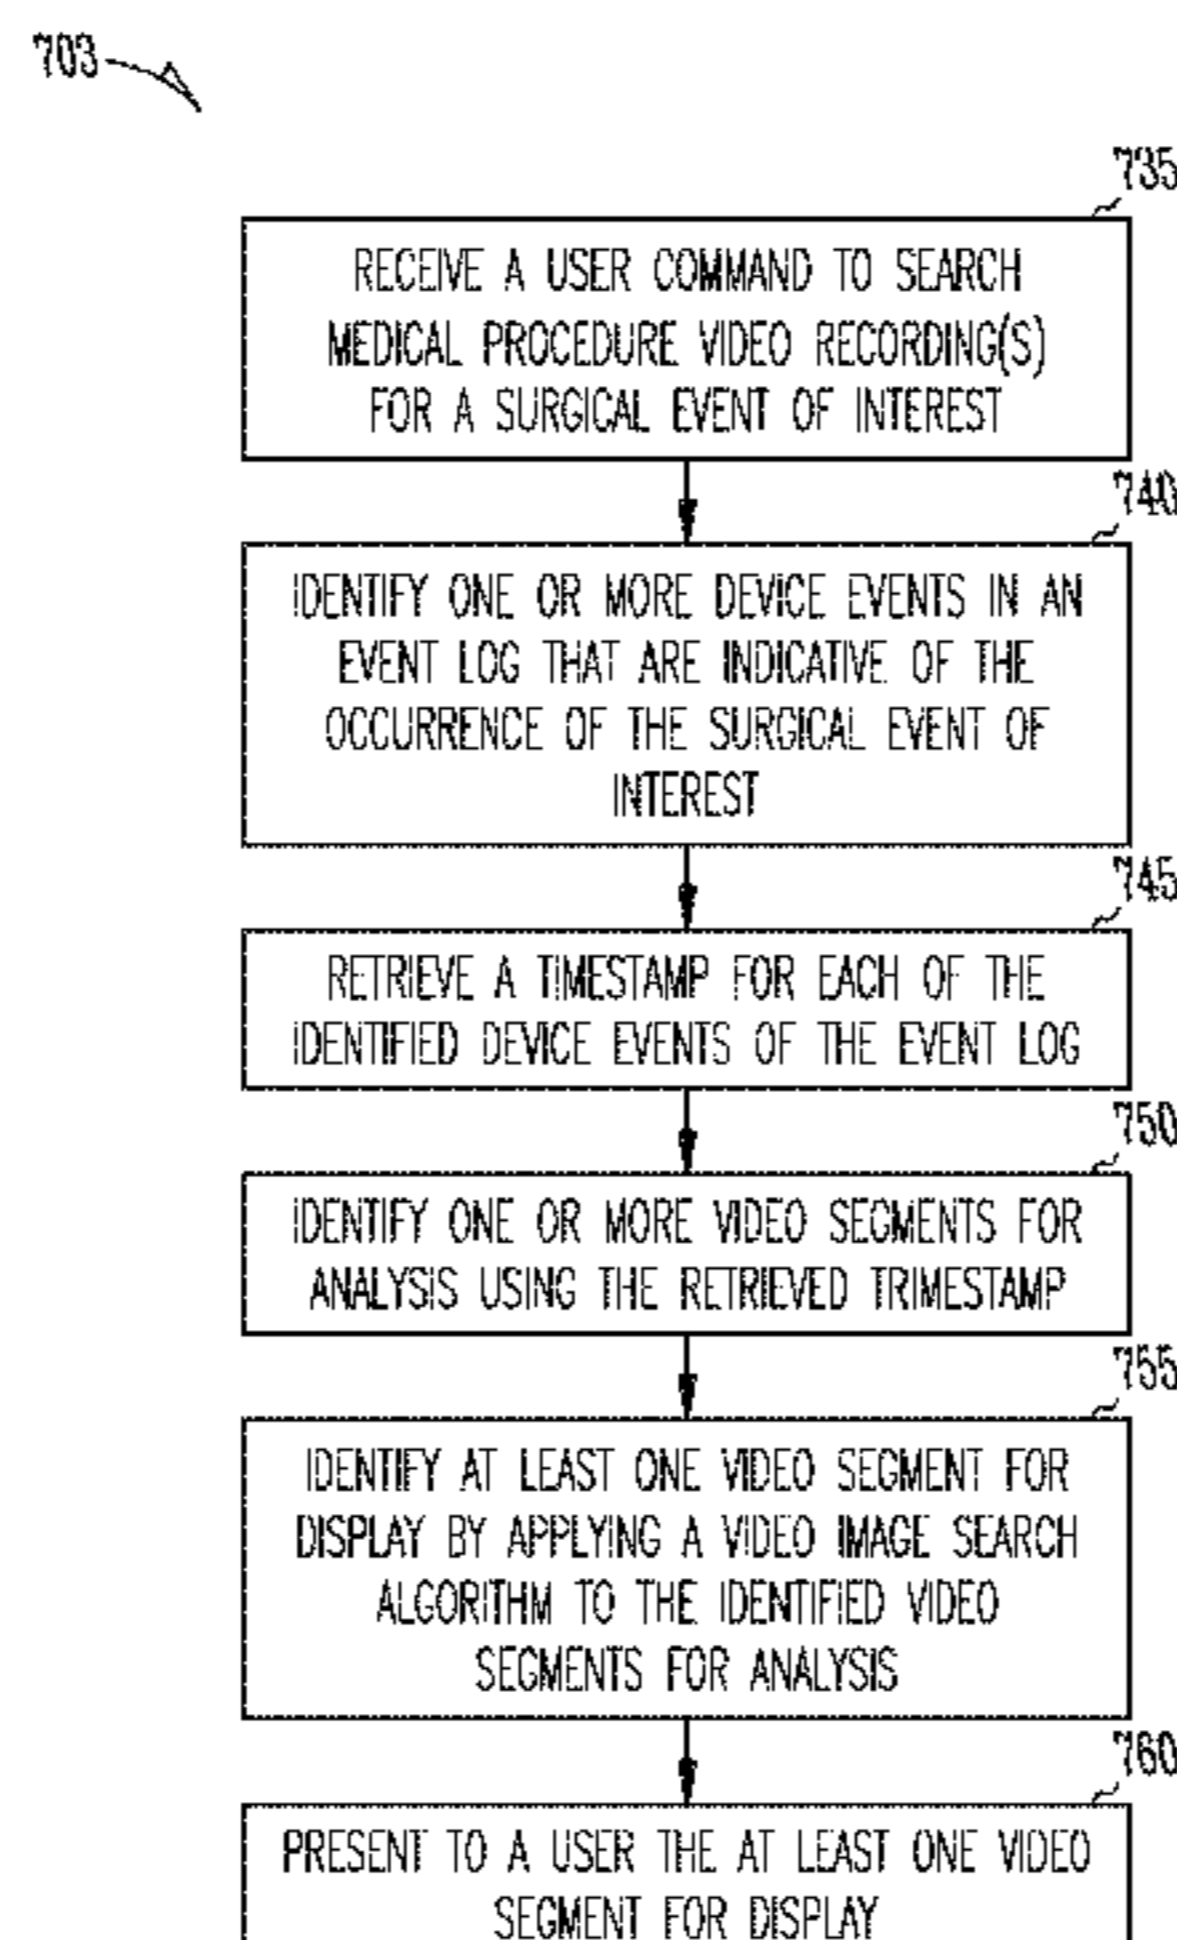 703
735
RECEIVE A USER COMMAND TO SEARCH
MEDICAL PROCEDURE VIDEO RECORDING(S)
FOR A SURGICAL EVENT OF INTEREST
740
IDENTIFY ONE OR MORE DEVICE EVENTS IN AN
EVENT LOG THAT ARE INDICATIVE OF THE
OCCURRENCE OF THE SURGICAL EVENT OF
INTEREST
745
RETRIEVE A TIMESTAMP FOR EACH OF THE
IDENTIFIED DEVICE EVENTS OF THE EVENT LOG
750
IDENTIFY ONE OR MORE VIDEO SEGMENTS FOR
ANALYSIS USING THE RETRIEVED TRIMESTAMP
755
IDENTIFY AT LEAST ONE VIDEO SEGMENT FOR
DISPLAY BY APPLYING A VIDEO IMAGE SEARCH
ALGORITHM TO THE IDENTIFIED VIDEO
SEGMENTS FOR ANALYSIS
760
PRESENT TO A USER THE AT LEAST ONE VIDEO
SEGMENT FOR DISPLAY